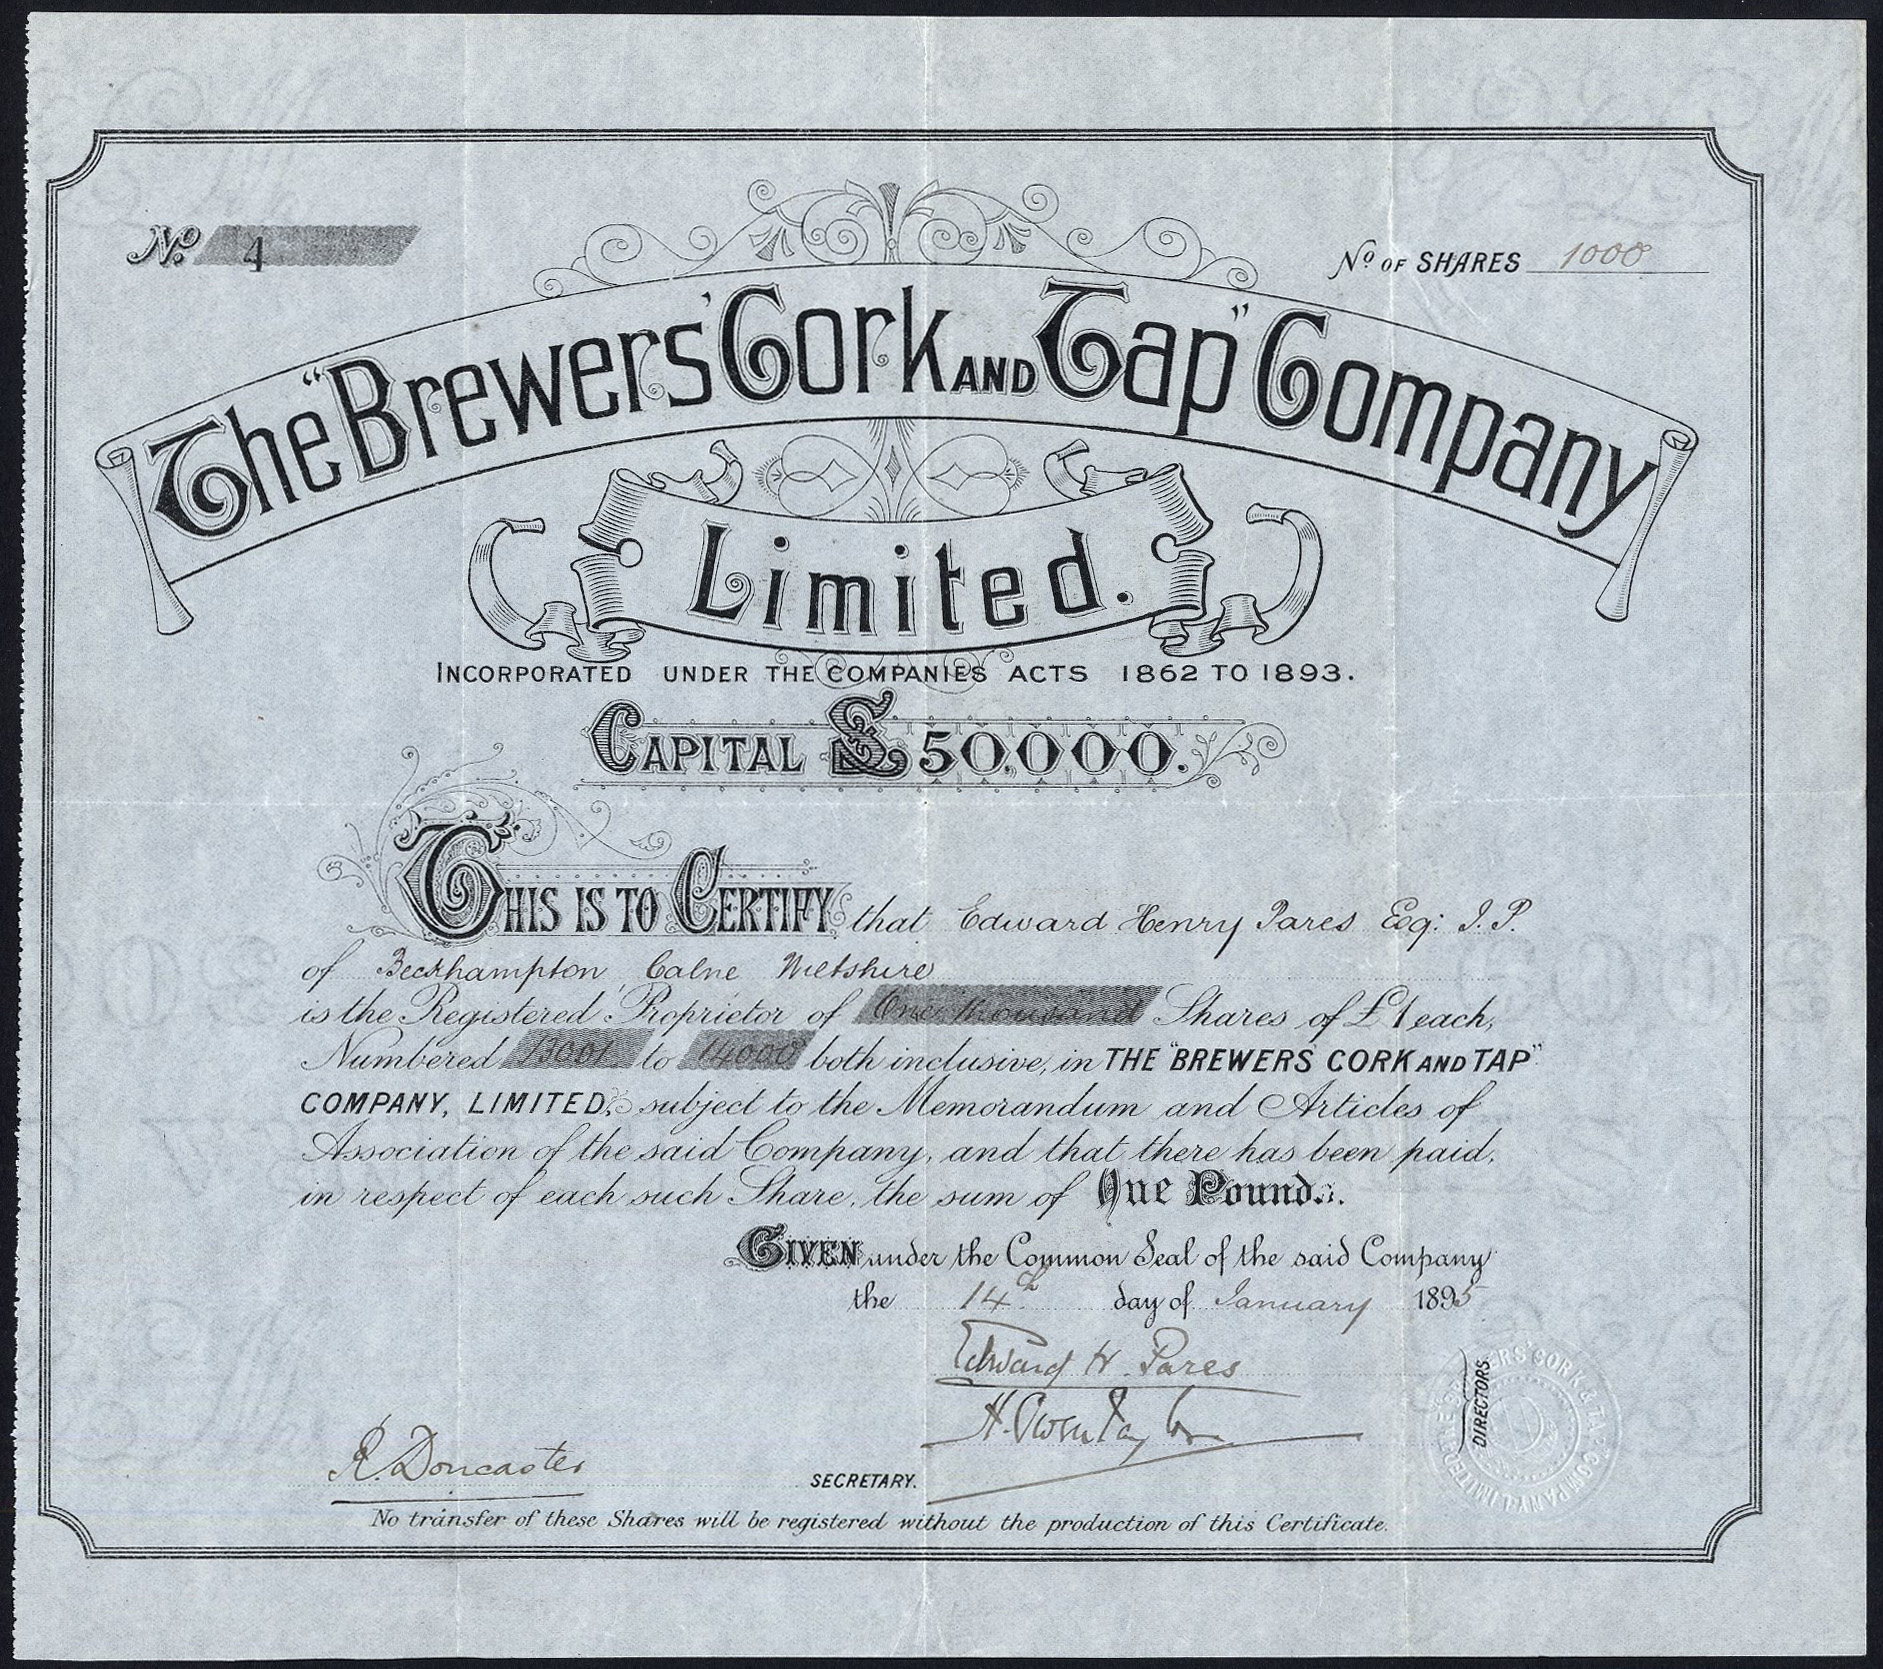 No. 4
No OF SHARES 1000
The "Brewers' Cork AND Tap" Company
Limited.
INCORPORATED UNDER THE COMPANIES ACTS 1862 TO 1893.
CAPITAL £50,000.
THIS IS TO CERTIFY that Edward Henry Pares Esq: J.P.
of Beckhampton, Calne Wiltshire
is the Registered Proprietor of One thousand Shares of £1 each,
Numbered 13001 to 14000 both inclusive, in THE "BREWERS' CORK AND TAP"
COMPANY, LIMITED, subject to the Memorandum and Articles of
Association of the said Company, and that there has been paid,
in respect of each such Share, the sum of One Pound.
GIVEN under the Common Seal of the said Company
the 14th day of January 1895
Edward H. Pares
H. Owen Taylor
DIRECTORS
R. Doncaster SECRETARY.
No transfer of these Shares will be registered without the production of this Certificate.